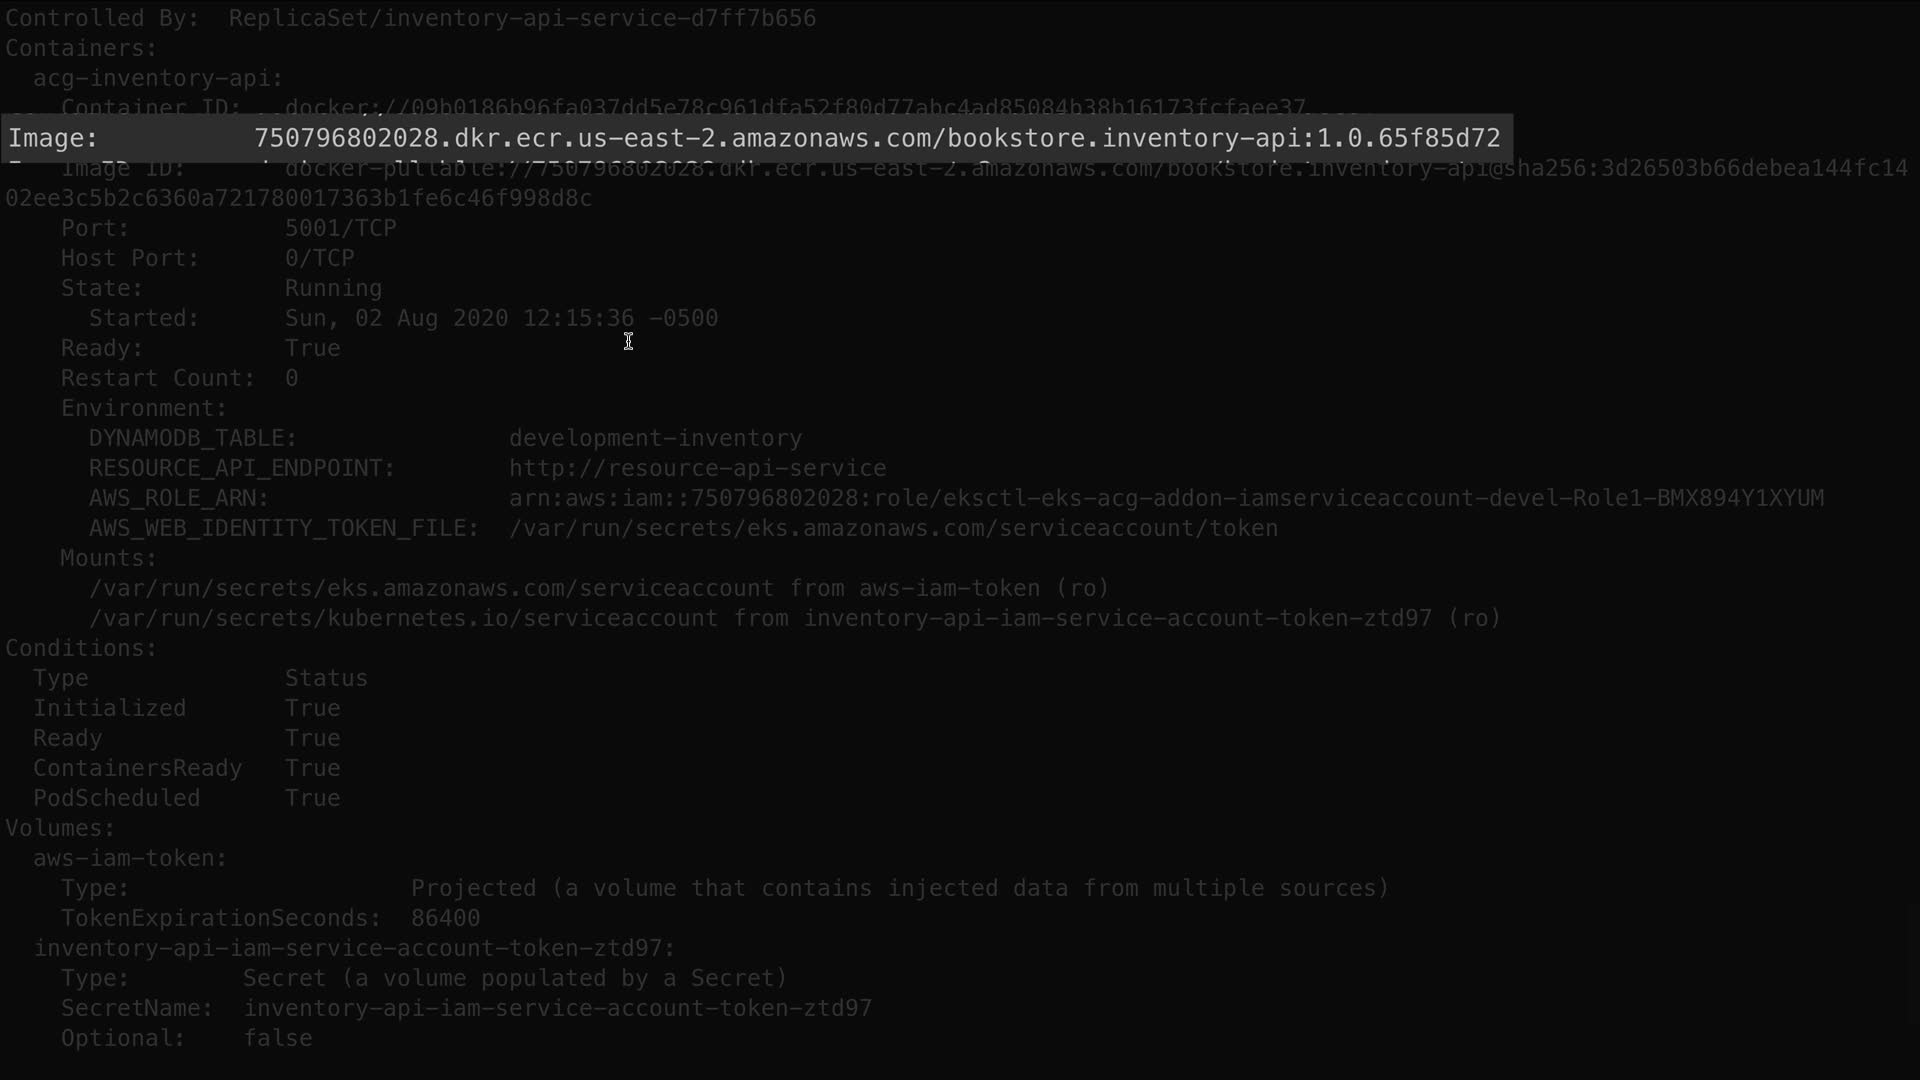 Controlled By:  ReplicaSet/inventory-api-service-d7ff7b656
Containers:
  acg-inventory-api:
    Container ID:   docker://09b0186b96fa037dd5e78c961dfa52f80d77abc4ad85084b38b16173fcfaee37
Image:          750796802028.dkr.ecr.us-east-2.amazonaws.com/bookstore.inventory-api:1.0.65f85d72
    Image ID:       docker-pullable://750796802028.dkr.ecr.us-east-2.amazonaws.com/bookstore.inventory-api@sha256:3d26503b66debea144fc14
02ee3c5b2c6360a721780017363b1fe6c46f998d8c
    Port:           5001/TCP
    Host Port:      0/TCP
    State:          Running
      Started:      Sun, 02 Aug 2020 12:15:36 -0500
    Ready:          True
    Restart Count:  0
    Environment:
      DYNAMODB_TABLE:               development-inventory
      RESOURCE_API_ENDPOINT:        http://resource-api-service
      AWS_ROLE_ARN:                 arn:aws:iam::750796802028:role/eksctl-eks-acg-addon-iamserviceaccount-devel-Role1-BMX894Y1XYUM
      AWS_WEB_IDENTITY_TOKEN_FILE:  /var/run/secrets/eks.amazonaws.com/serviceaccount/token
    Mounts:
      /var/run/secrets/eks.amazonaws.com/serviceaccount from aws-iam-token (ro)
      /var/run/secrets/kubernetes.io/serviceaccount from inventory-api-iam-service-account-token-ztd97 (ro)
Conditions:
  Type              Status
  Initialized       True
  Ready             True
  ContainersReady   True
  PodScheduled      True
Volumes:
  aws-iam-token:
    Type:                    Projected (a volume that contains injected data from multiple sources)
    TokenExpirationSeconds:  86400
  inventory-api-iam-service-account-token-ztd97:
    Type:        Secret (a volume populated by a Secret)
    SecretName:  inventory-api-iam-service-account-token-ztd97
    Optional:    false